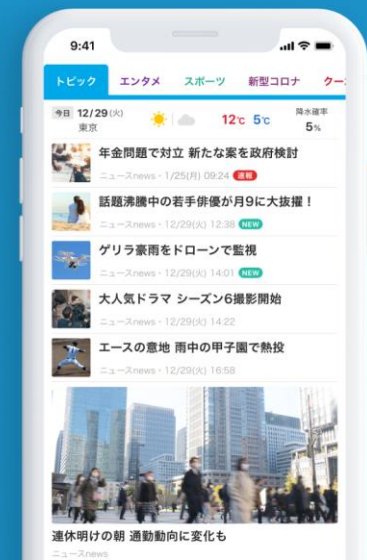 9:41
トピック エンタメ スポーツ 新型コロナ クー
今日 12/29(火) 12℃ 5℃ 降水確率
東京 5%
年金問題で対立 新たな案を政府検討
ニュースnews・1/25(月) 09:24 速報
話題沸騰中の若手俳優が月9に大抜擢！
ニュースnews・12/29(火) 12:38 NEW
ゲリラ豪雨をドローンで監視
ニュースnews・12/29(火) 14:01 NEW
大人気ドラマ シーズン6撮影開始
ニュースnews・12/29(火) 14:22
エースの意地 雨中の甲子園で熱投
ニュースnews・12/29(火) 16:58
連休明けの朝 通勤動向に変化も
ニュースnews